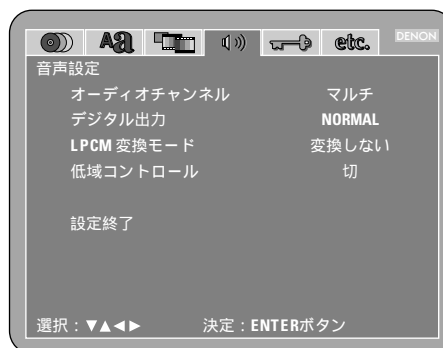 Aあ etc. DENON
音声設定
オーディオチャンネル マルチ
デジタル出力 NORMAL
LPCM 変換モード 変換しない
低域コントロール 切
設定終了
選択：▼▲◀▶ 決定：ENTERボタン